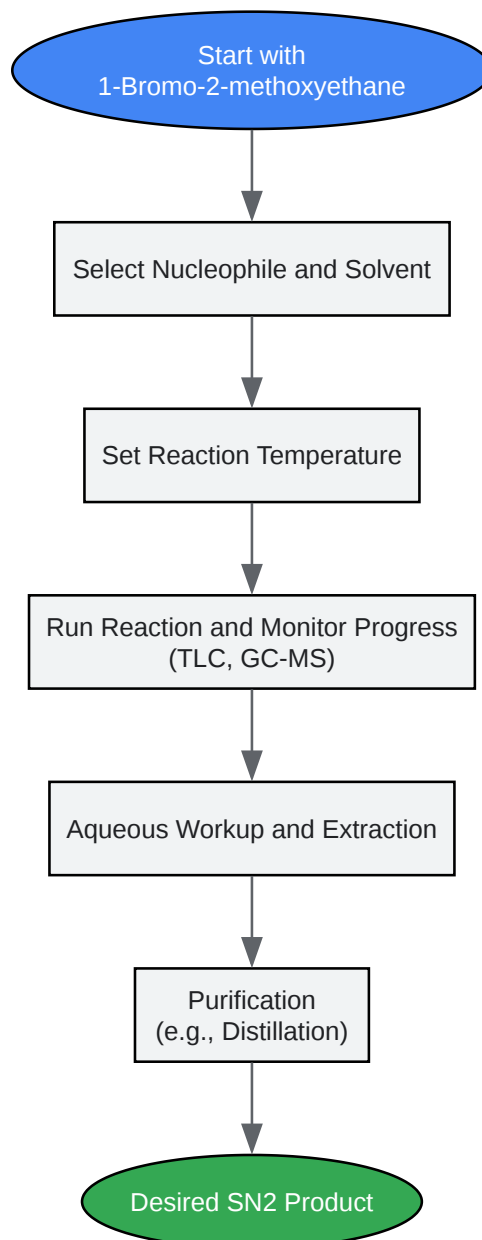 Start with
1-Bromo-2-methoxyethane
Select Nucleophile and Solvent
Set Reaction Temperature
Run Reaction and Monitor Progress
(TLC, GC-MS)
Aqueous Workup and Extraction
Purification
(e.g., Distillation)
Desired SN2 Product